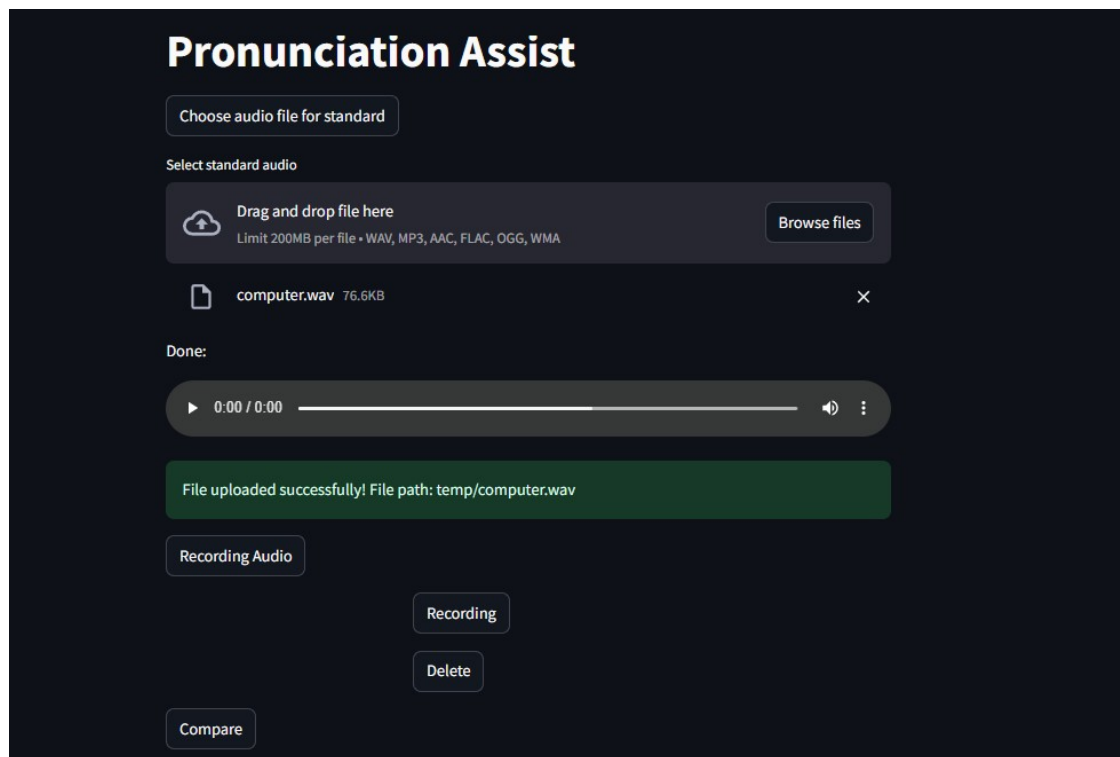 Pronunciation Assist
Choose audio file for standard
Select standard audio
Drag and drop file here
Limit 200MB per file • WAV, MP3, AAC, FLAC, OGG, WMA
Browse files
computer.wav 76.6KB
Done:
0:00 / 0:00
File uploaded successfully! File path: temp/computer.wav
Recording Audio
Recording
Delete
Compare